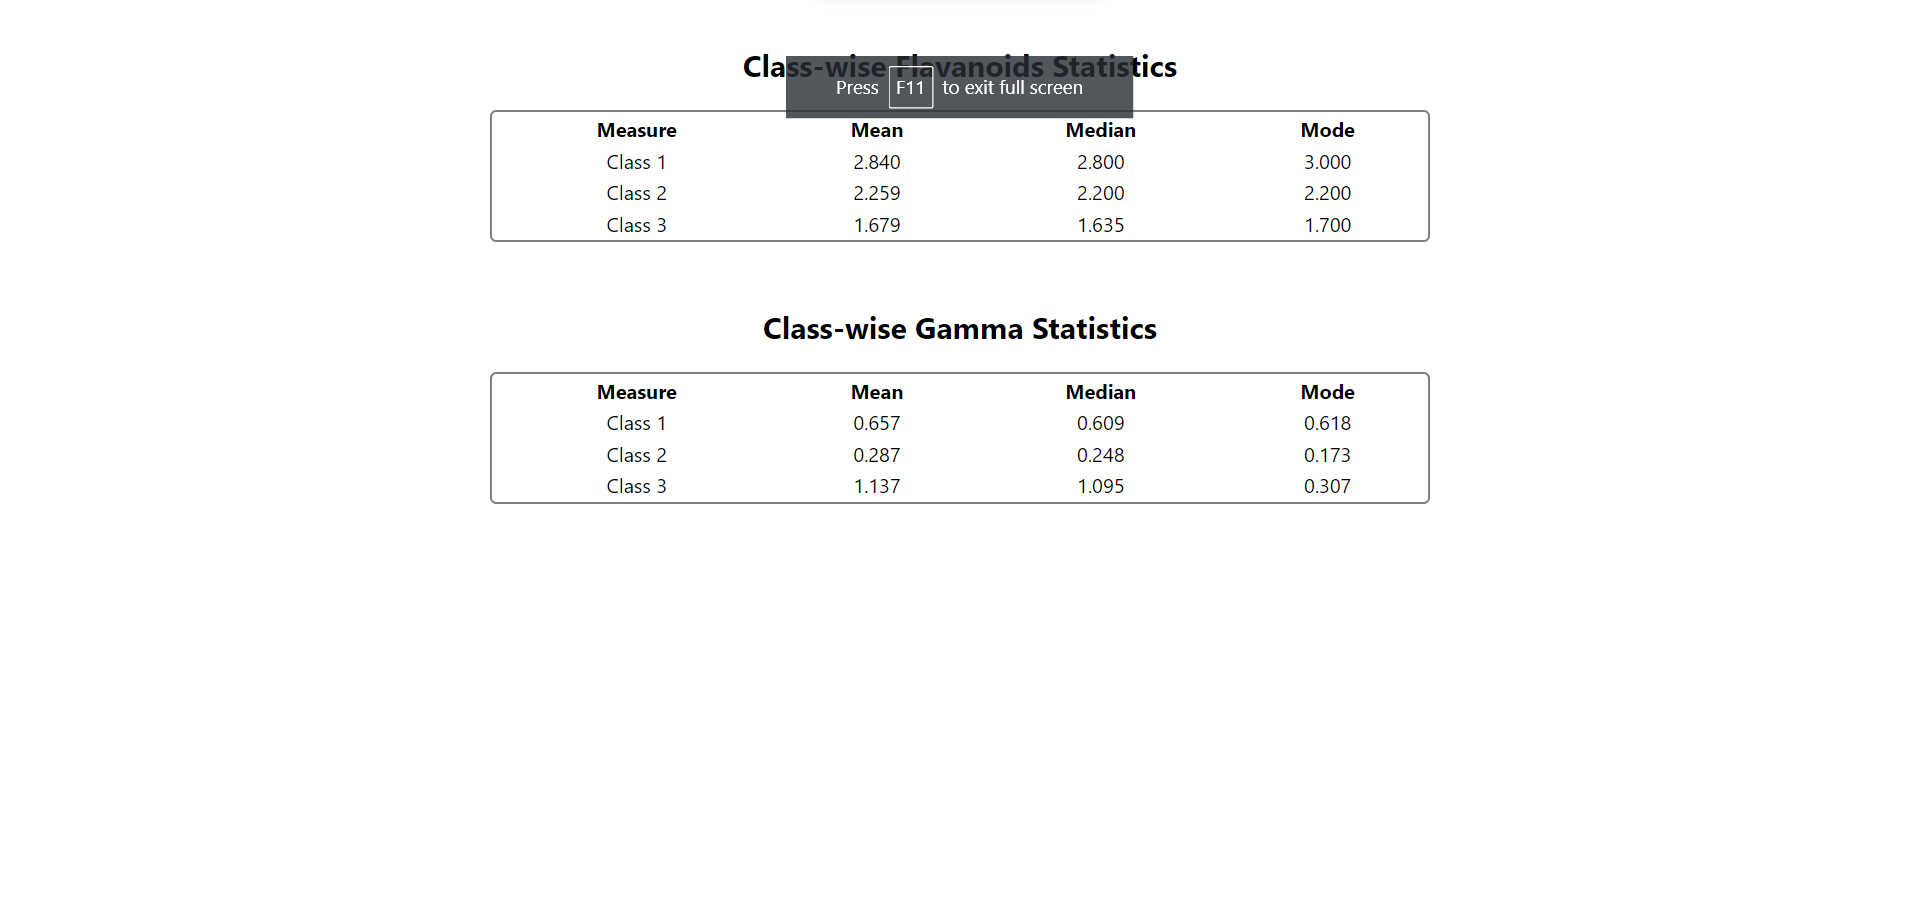 Class-wise Flavanoids Statistics
Press F11 to exit full screen
Measure Mean Median Mode
Class 1 2.840 2.800 3.000
Class 2 2.259 2.200 2.200
Class 3 1.679 1.635 1.700
Class-wise Gamma Statistics
Measure Mean Median Mode
Class 1 0.657 0.609 0.618
Class 2 0.287 0.248 0.173
Class 3 1.137 1.095 0.307